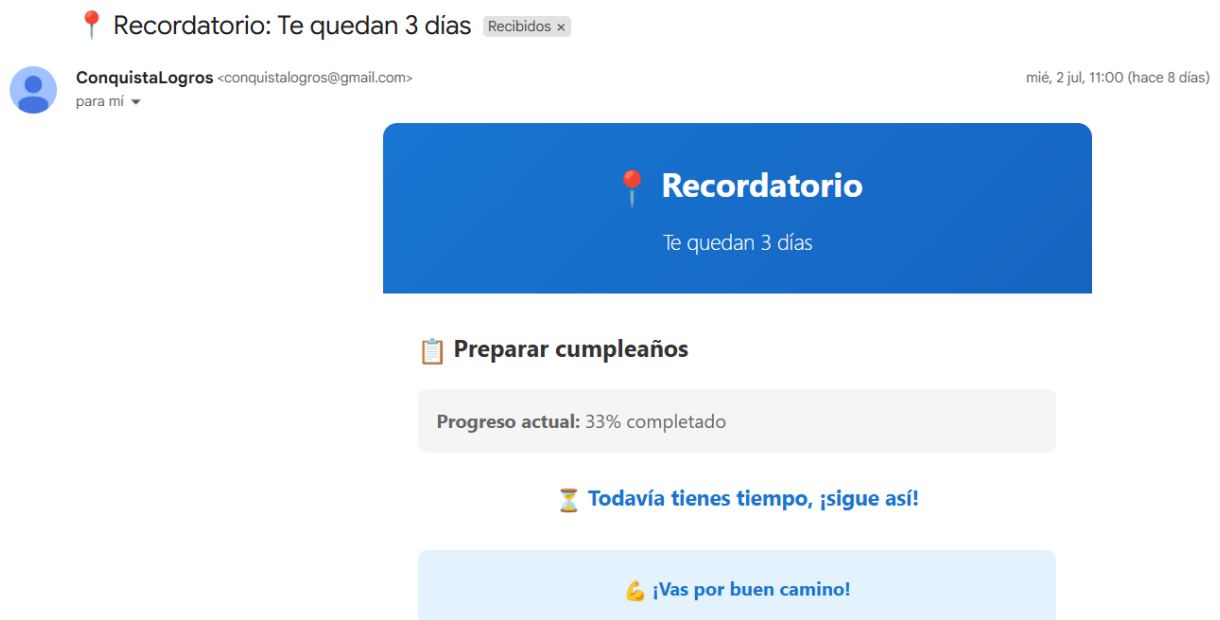 📍 Recordatorio: Te quedan 3 días Recibidos ×
ConquistaLogros <conquistalogros@gmail.com> mié, 2 jul, 11:00 (hace 8 días)
para mí
📍 Recordatorio
Te quedan 3 días
📋 Preparar cumpleaños
Progreso actual: 33% completado
⏳ Todavía tienes tiempo, ¡sigue así!
💪 ¡Vas por buen camino!